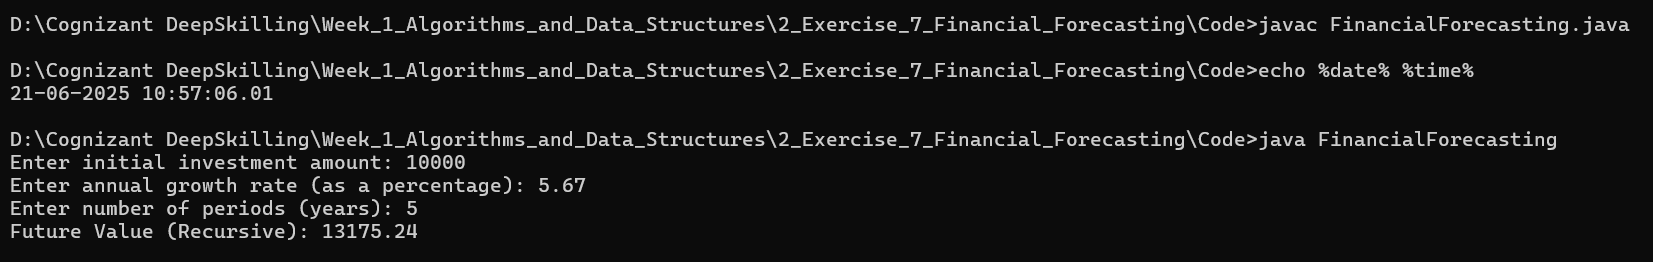 D:\Cognizant DeepSkilling\Week_1_Algorithms_and_Data_Structures\2_Exercise_7_Financial_Forecasting\Code>javac FinancialForecasting.java
D:\Cognizant DeepSkilling\Week_1_Algorithms_and_Data_Structures\2_Exercise_7_Financial_Forecasting\Code>echo %date% %time%
21-06-2025 10:57:06.01
D:\Cognizant DeepSkilling\Week_1_Algorithms_and_Data_Structures\2_Exercise_7_Financial_Forecasting\Code>java FinancialForecasting
Enter initial investment amount: 10000
Enter annual growth rate (as a percentage): 5.67
Enter number of periods (years): 5
Future Value (Recursive): 13175.24